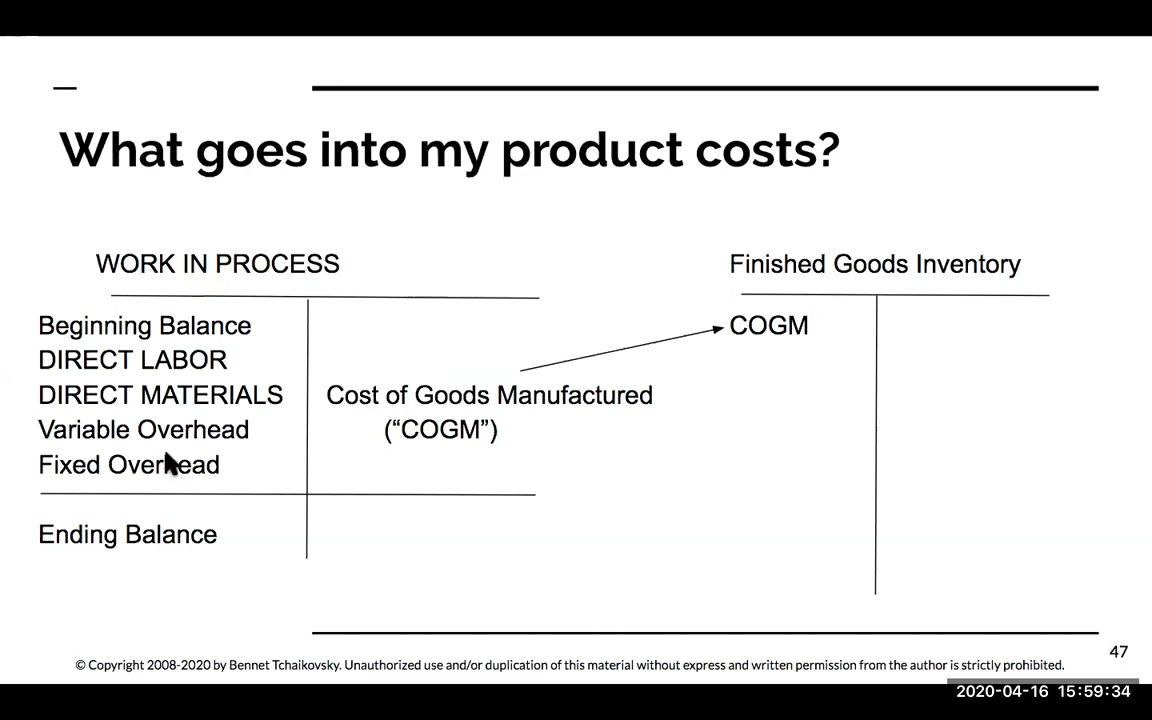 What goes into my product costs?
WORK IN PROCESS
Beginning Balance
DIRECT LABOR
DIRECT MATERIALS
Variable Overhead
Fixed Overhead
Ending Balance
Cost of Goods Manufactured
(“COGM”)
Finished Goods Inventory
COGM
47
© Copyright 2008-2020 by Bennet Tchaikovsky. Unauthorized use and/or duplication of this material without express and written permission from the author is strictly prohibited.
2020-04-16 15:59:34